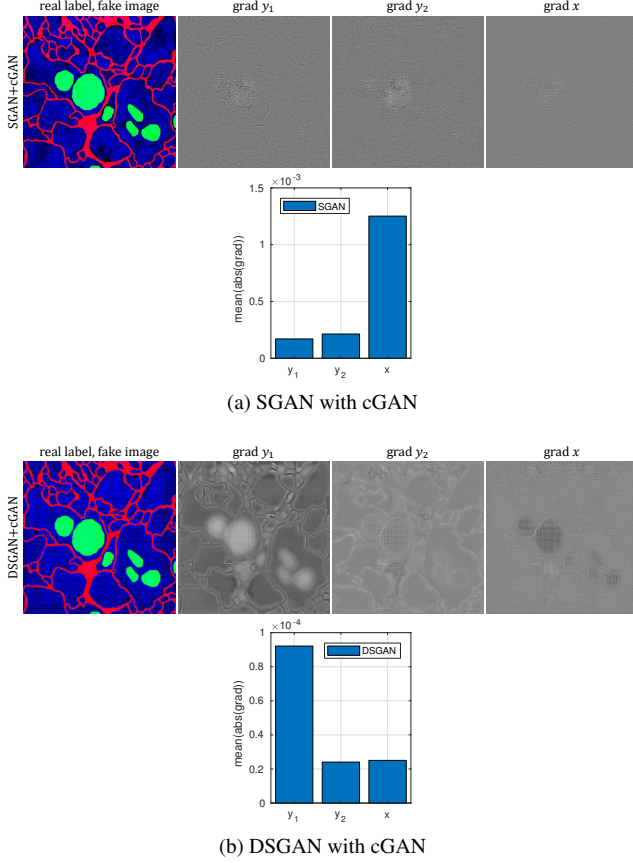 real label, fake image grad y₁ grad y₂ grad x
SGAN+cGAN
×10⁻³
1.5
SGAN
1
mean(abs(grad))
0.5
0
y₁ y₂ x
(a) SGAN with cGAN
real label, fake image grad y₁ grad y₂ grad x
DSGAN+cGAN
×10⁻⁴
1
DSGAN
0.8
0.6
mean(abs(grad))
0.4
0.2
0
y₁ y₂ x
(b) DSGAN with cGAN